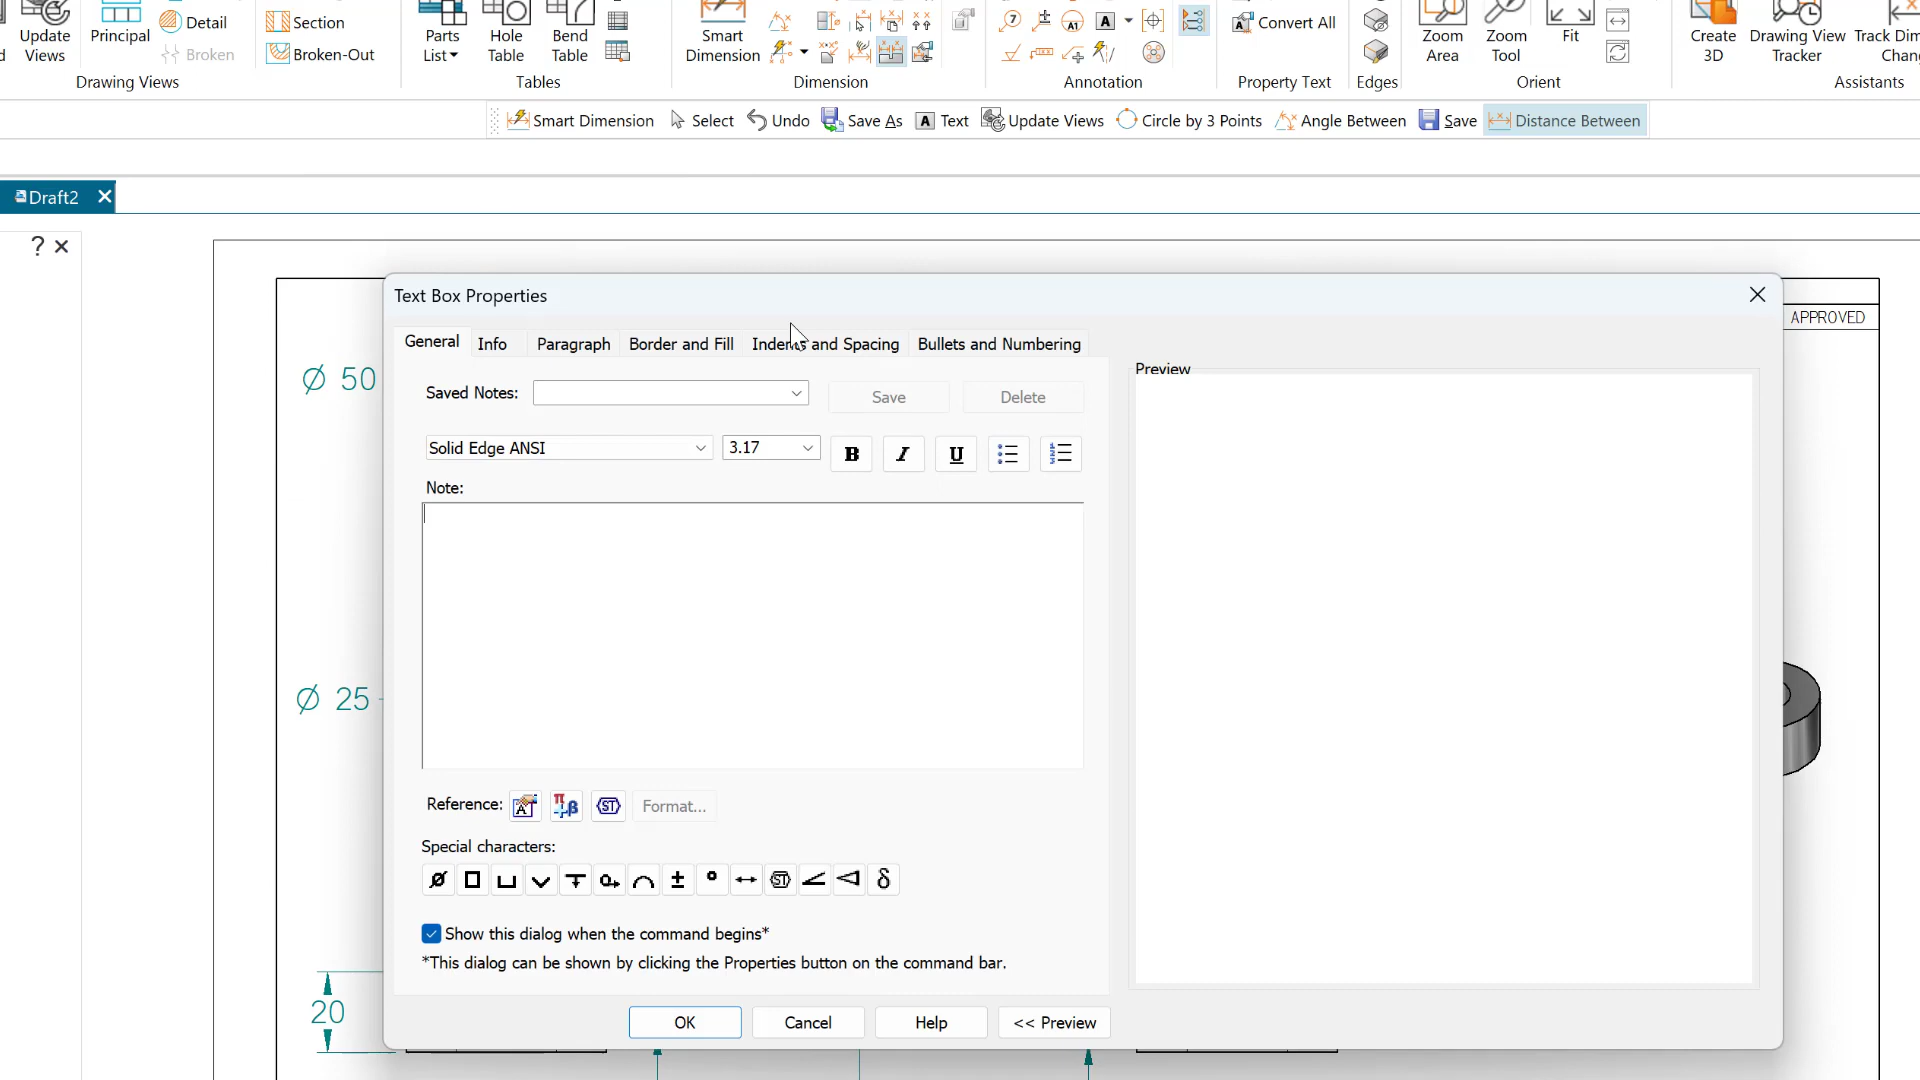 Update Views
Principal
Detail
Broken
Section
Broken-Out
Drawing Views
Parts List
Hole Table
Bend Table
Tables
Smart Dimension
Dimension
Annotation
Convert All
Property Text
Edges
Zoom Area
Zoom Tool
Fit
Orient
Create 3D
Drawing View Tracker
Track Dim
Chang
Assistants
Smart Dimension Select Undo Save As A Text Update Views Circle by 3 Points Angle Between Save Distance Between
Draft2
?
Text Box Properties
APPROVED
General Info Paragraph Border and Fill Indents and Spacing Bullets and Numbering
Ø 50
Saved Notes: Save Delete
Preview
Solid Edge ANSI 3.17 B I U
Note:
Ø 25
Reference: Format...
Special characters:
Show this dialog when the command begins*
*This dialog can be shown by clicking the Properties button on the command bar.
20
OK Cancel Help << Preview